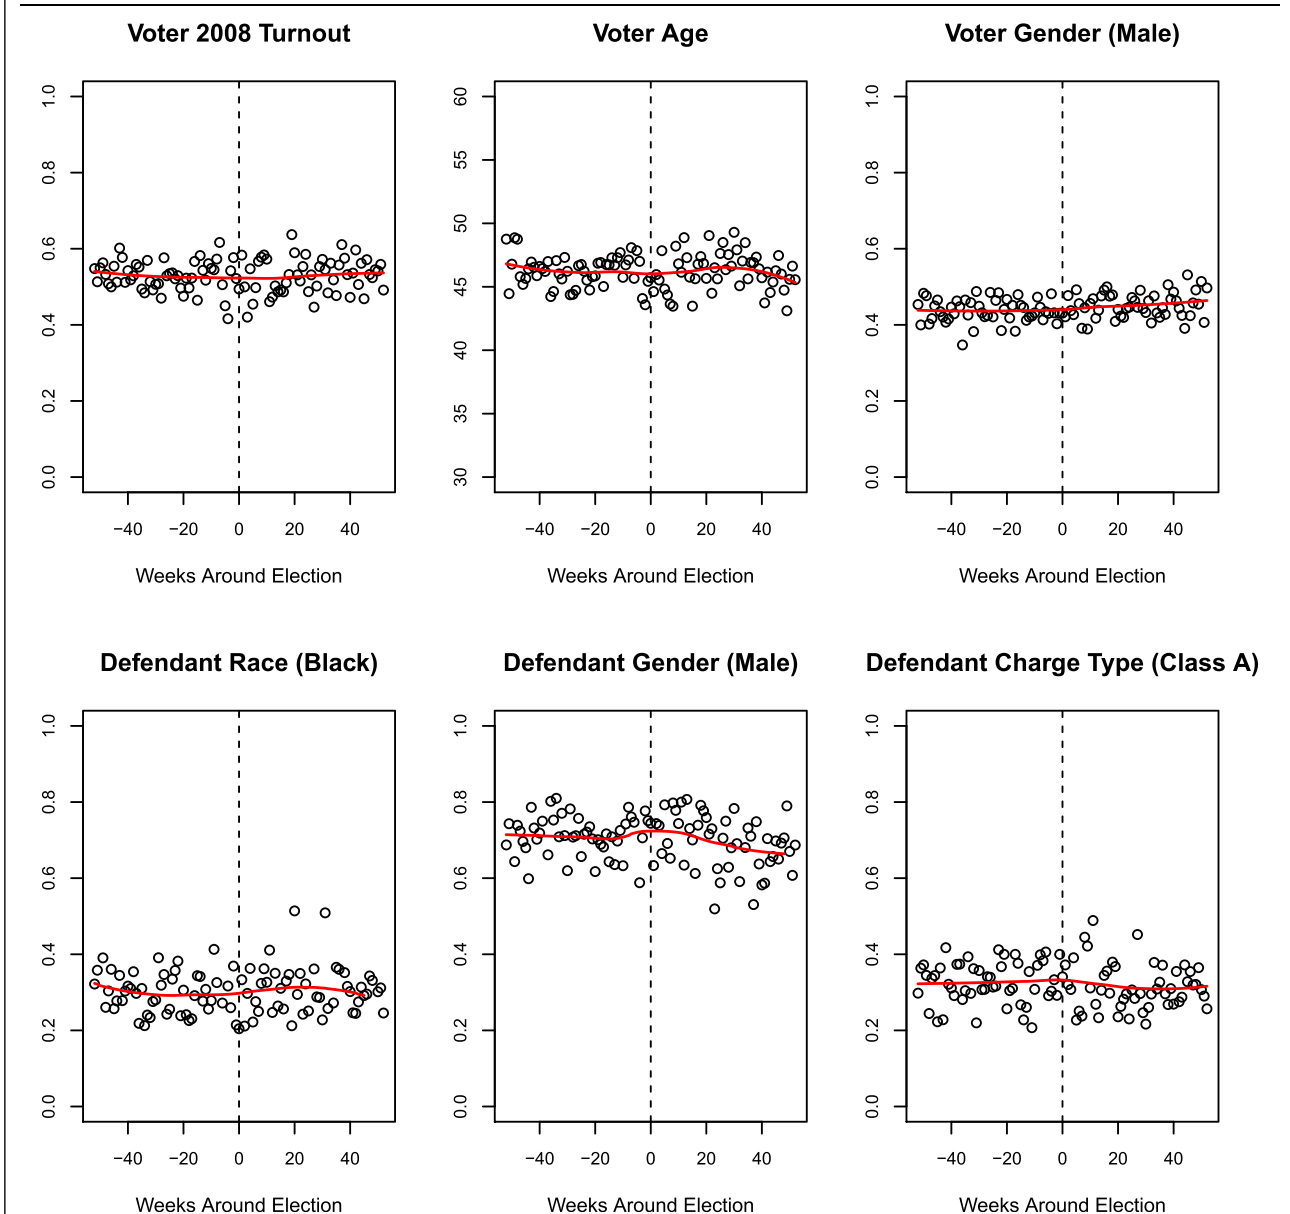 Voter 2008 Turnout
Voter Age
Voter Gender (Male)
1.0
0.8
0.6
0.4
0.2
0.0
60
55
50
45
40
35
30
1.0
0.8
0.6
0.4
0.2
0.0
−40 −20 0 20 40
−40 −20 0 20 40
−40 −20 0 20 40
Weeks Around Election
Weeks Around Election
Weeks Around Election
Defendant Race (Black)
Defendant Gender (Male)
Defendant Charge Type (Class A)
1.0
0.8
0.6
0.4
0.2
0.0
1.0
0.8
0.6
0.4
0.2
0.0
1.0
0.8
0.6
0.4
0.2
0.0
−40 −20 0 20 40
−40 −20 0 20 40
−40 −20 0 20 40
Weeks Around Election
Weeks Around Election
Weeks Around Election